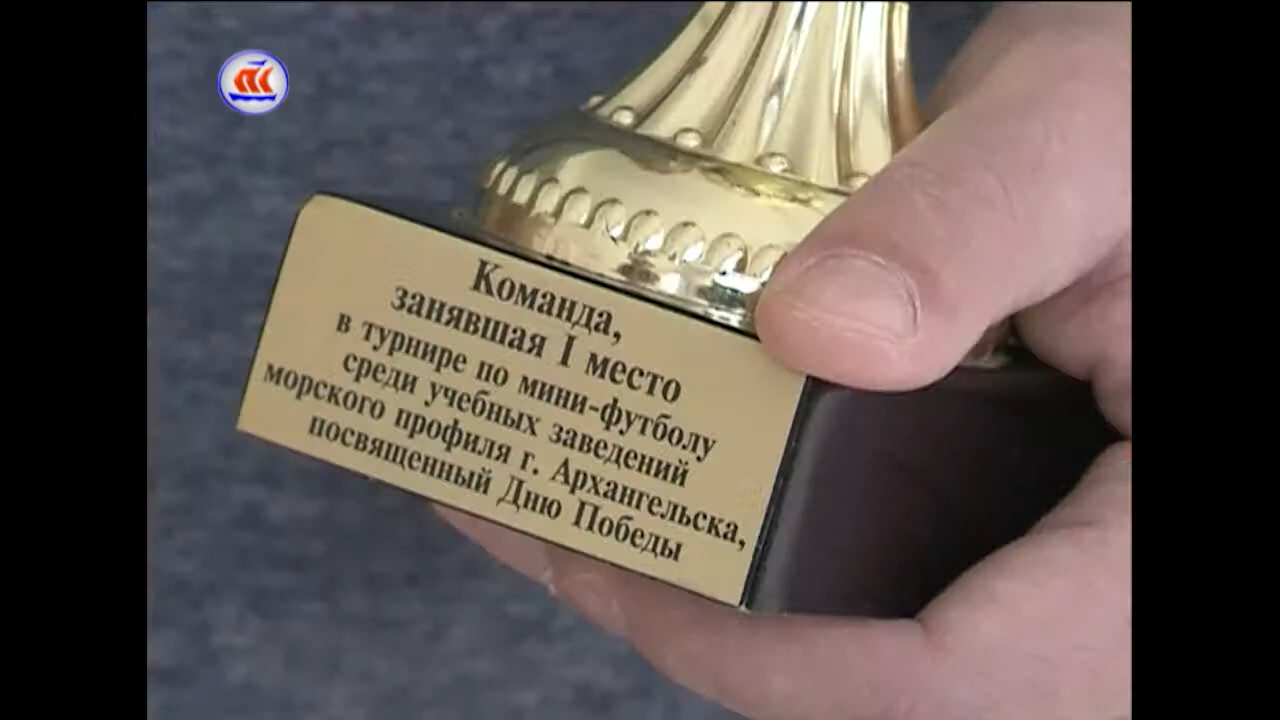 Команда,
занявшая I место
в турнире по мини-футболу
среди учебных заведений
морского профиля г. Архангельска,
посвященный Дню Победы